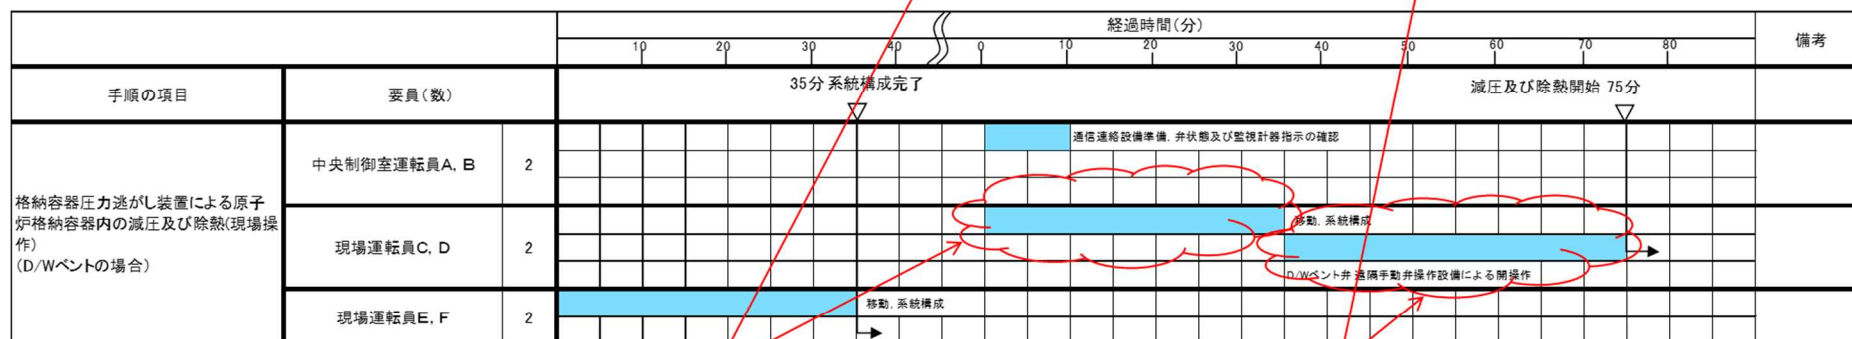 経過時間(分)
備考
10 20 30 40 0 10 20 30 40 50 60 70 80
手順の項目
要員(数)
35分 系統構成完了
減圧及び除熱開始 75分
格納容器圧力逃がし装置による原子
炉格納容器内の減圧及び除熱(現場操
作)
(D/Wベントの場合)
中央制御室運転員A, B
2
通信連絡設備準備, 弁状態及び監視計器指示の確認
現場運転員C, D
2
移動, 系統構成
D/Wベント弁 遠隔手動弁操作設備による開操作
現場運転員E, F
2
移動, 系統構成